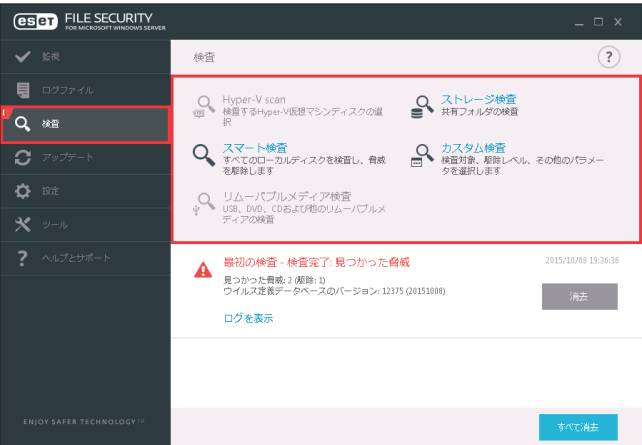 eset FILE SECURITY
FOR MICROSOFT WINDOWS SERVER
監視
ログファイル
1
検査
アップデート
設定
ツール
ヘルプとサポート
ENJOY SAFER TECHNOLOGY™
検査
?
Hyper-V scan
検査するHyper-V仮想マシンディスクの選
択
ストレージ検査
共有フォルダの検査
スマート検査
すべてのローカルディスクを検査し、脅威
を駆除します
カスタム検査
検査対象、駆除レベル、その他のパラメー
タを選択します
リムーバブルメディア検査
USB、DVD、CDおよび他のリムーバブルメ
ディアの検査
最初の検査 - 検査完了: 見つかった脅威
2015/10/08 19:36:36
見つかった脅威: 2 (駆除: 1)
ウイルス定義データベースのバージョン: 12375 (20151008)
消去
ログを表示
すべて消去